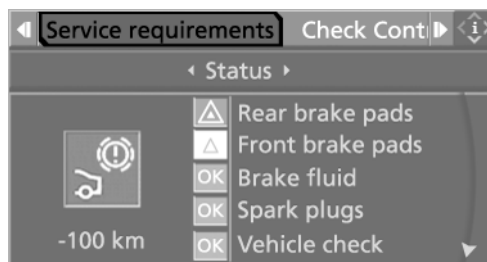 Service requirements Check Cont i
Status
Rear brake pads
Front brake pads
OK Brake fluid
OK Spark plugs
-100 km OK Vehicle check